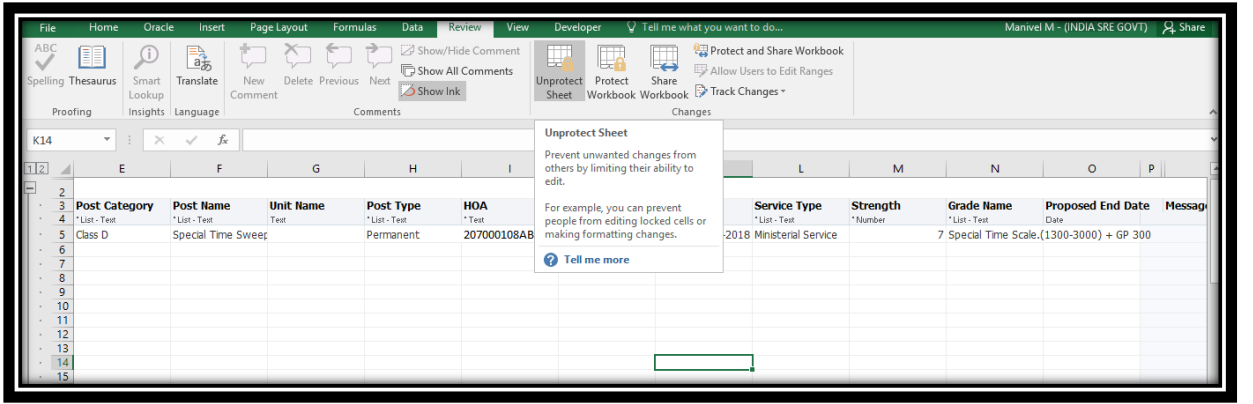 File Home Oracle Insert Page Layout Formulas Data Review View Developer Tell me what you want to do... Manivel M - (INDIA SRE GOVT) Share
ABC
Spelling Thesaurus Smart Lookup Translate New Comment Delete Previous Next Show/Hide Comment
Show All Comments
Show Ink
Unprotect Sheet Protect Workbook Share Workbook Protect and Share Workbook
Allow Users to Edit Ranges
Track Changes
Proofing Insights Language Comments Changes
K14 fx
Unprotect Sheet
Prevent unwanted changes from
others by limiting their ability to
edit.
For example, you can prevent
people from editing locked cells or
making formatting changes.
Tell me more
1 2 E F G H I L M N O P
2
3 Post Category Post Name Unit Name Post Type HOA Service Type Strength Grade Name Proposed End Date Messag
4 * List - Text * List - Text Text * List - Text * Text * List - Text * Number * List - Text Date
5 Class D Special Time Sweep Permanent 207000108AB -2018 Ministerial Service 7 Special Time Scale.(1300-3000) + GP 300
6
7
8
9
10
11
12
13
14
15